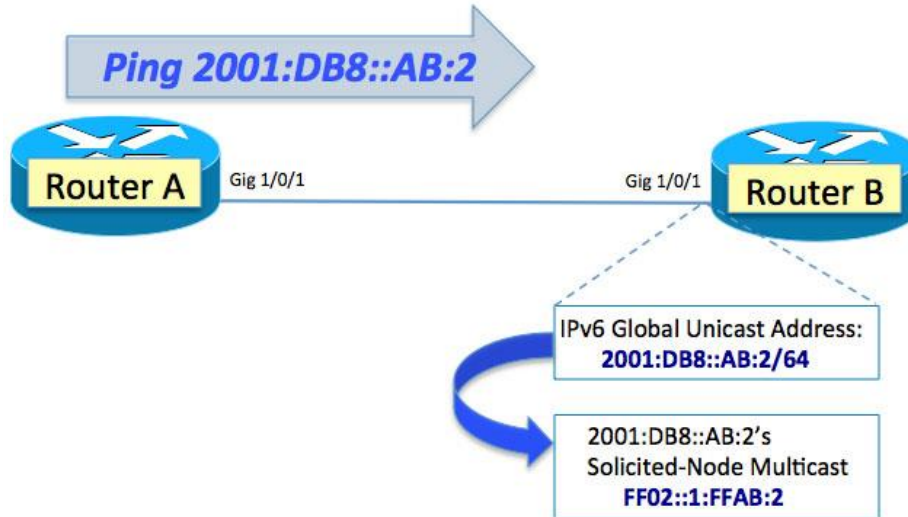 Ping 2001:DB8::AB:2
Router A
Gig 1/0/1
Gig 1/0/1
Router B
IPv6 Global Unicast Address:
2001:DB8::AB:2/64
2001:DB8::AB:2's
Solicited-Node Multicast
FF02::1:FFAB:2